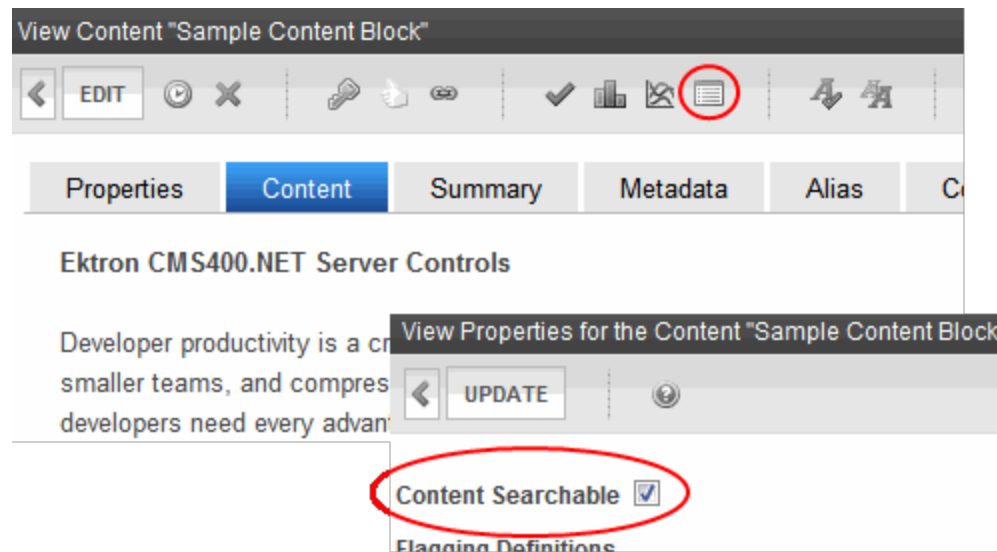 View Content "Sample Content Block"
EDIT
Properties Content Summary Metadata Alias
Ektron CMS400.NET Server Controls
Developer productivity is a
smaller teams, and compres
developers need every advan
View Properties for the Content "Sample Content Block
UPDATE
Content Searchable
Flagging Definitions